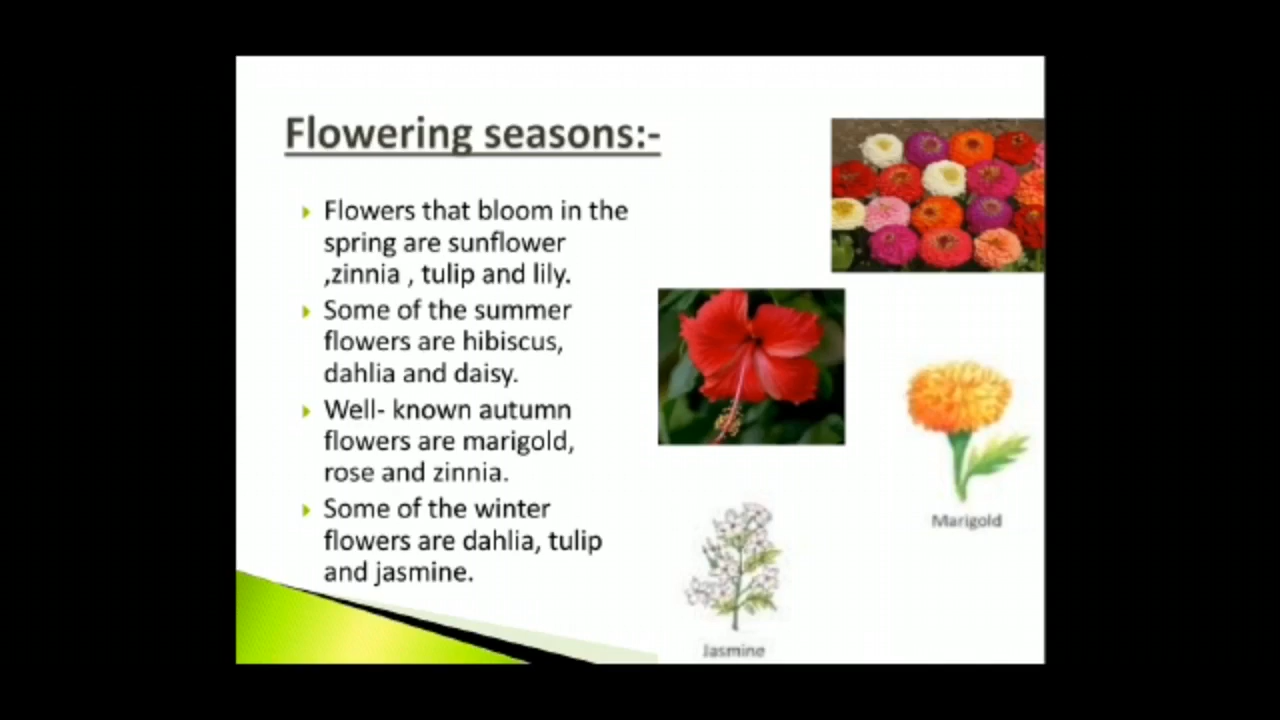 Flowering seasons:-
Flowers that bloom in the
spring are sunflower
,zinnia , tulip and lily.
Some of the summer
flowers are hibiscus,
dahlia and daisy.
Well- known autumn
flowers are marigold,
rose and zinnia.
Some of the winter
flowers are dahlia, tulip
and jasmine.
Marigold
Jasmine